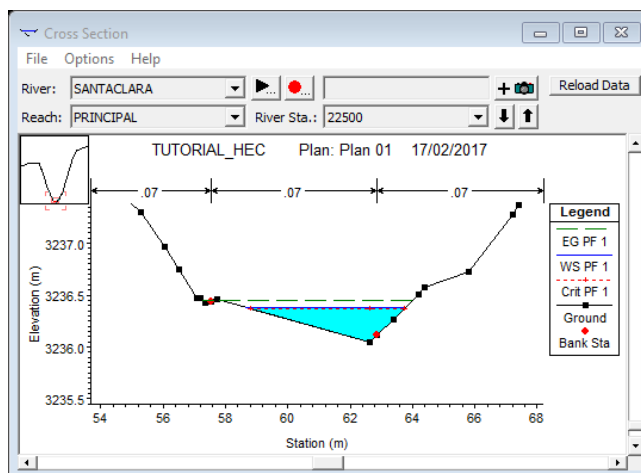 Cross Section
File Options Help
River: SANTACLARA Reload Data
Reach: PRINCIPAL River Sta.: 22500
TUTORIAL_HEC Plan: Plan 01 17/02/2017
.07 .07 .07
Legend
EG PF 1
WS PF 1
Crit PF 1
Ground
Bank Sta
Elevation (m)
3237.0
3236.5
3236.0
3235.5
54 56 58 60 62 64 66 68
Station (m)